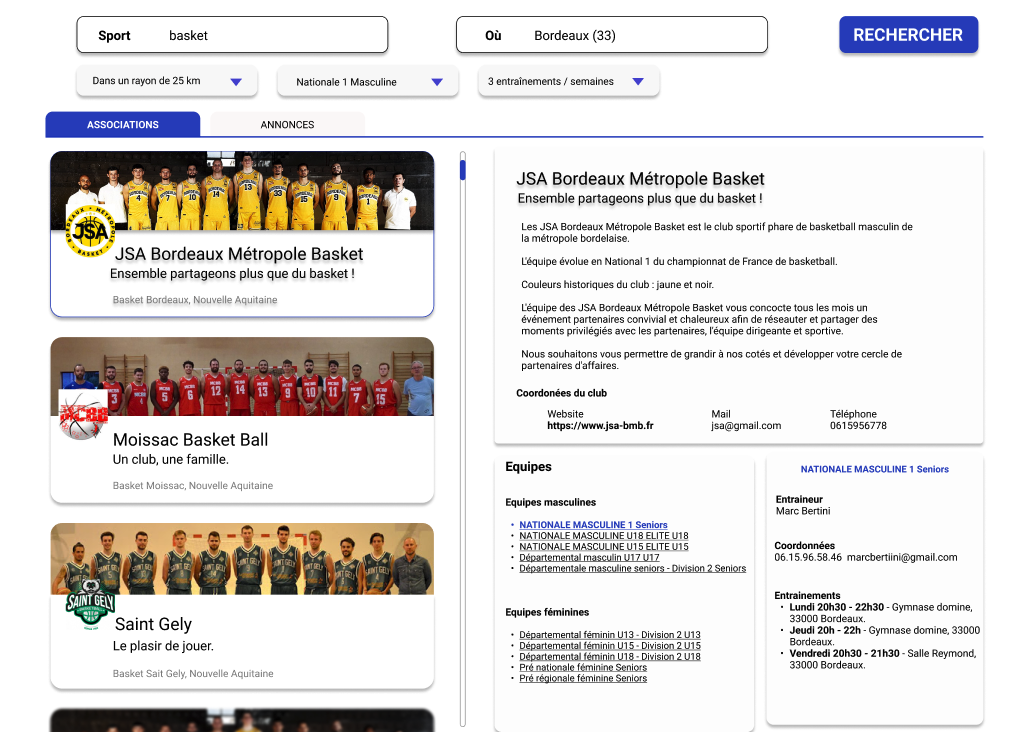 Sport basket
Où Bordeaux (33)
RECHERCHER
Dans un rayon de 25 km
Nationale 1 Masculine
3 entraînements / semaines
ASSOCIATIONS
ANNONCES
JSA
JSA Bordeaux Métropole Basket
Ensemble partageons plus que du basket !
Basket Bordeaux, Nouvelle Aquitaine
Moissac Basket Ball
Un club, une famille.
Basket Moissac, Nouvelle Aquitaine
SAINT GELY
Saint Gely
Le plasir de jouer.
Basket Sait Gely, Nouvelle Aquitaine
JSA Bordeaux Métropole Basket
Ensemble partageons plus que du basket !
Les JSA Bordeaux Métropole Basket est le club sportif phare de basketball masculin de
la métropole bordelaise.
L'équipe évolue en National 1 du championnat de France de basketball.
Couleurs historiques du club : jaune et noir.
L'équipe des JSA Bordeaux Métropole Basket vous concocte tous les mois un
événement partenaires convivial et chaleureux afin de réseauter et partager des
moments privilégiés avec les partenaires, l'équipe dirigeante et sportive.
Nous souhaitons vous permettre de grandir à nos cotés et développer votre cercle de
partenaires d'affaires.
Coordonées du club
Website
https://www.jsa-bmb.fr
Mail
jsa@gmail.com
Téléphone
0615956778
Equipes
Equipes masculines
• NATIONALE MASCULINE 1 Seniors
• NATIONALE MASCULINE U18 ELITE U18
• NATIONALE MASCULINE U15 ELITE U15
• Départemental masculin U17 U17
• Départementale masculine seniors - Division 2 Seniors
Equipes féminines
• Départemental féminin U13 - Division 2 U13
• Départemental féminin U15 - Division 2 U15
• Départemental féminin U18 - Division 2 U18
• Pré nationale féminine Seniors
• Pré régionale féminine Seniors
NATIONALE MASCULINE 1 Seniors
Entraineur
Marc Bertini
Coordonnées
06.15.96.58.46 marcbertiini@gmail.com
Entrainements
• Lundi 20h30 - 22h30 - Gymnase domine,
33000 Bordeaux.
• Jeudi 20h - 22h - Gymnase domine, 33000
Bordeaux.
• Vendredi 20h30 - 21h30 - Salle Reymond,
33000 Bordeaux.